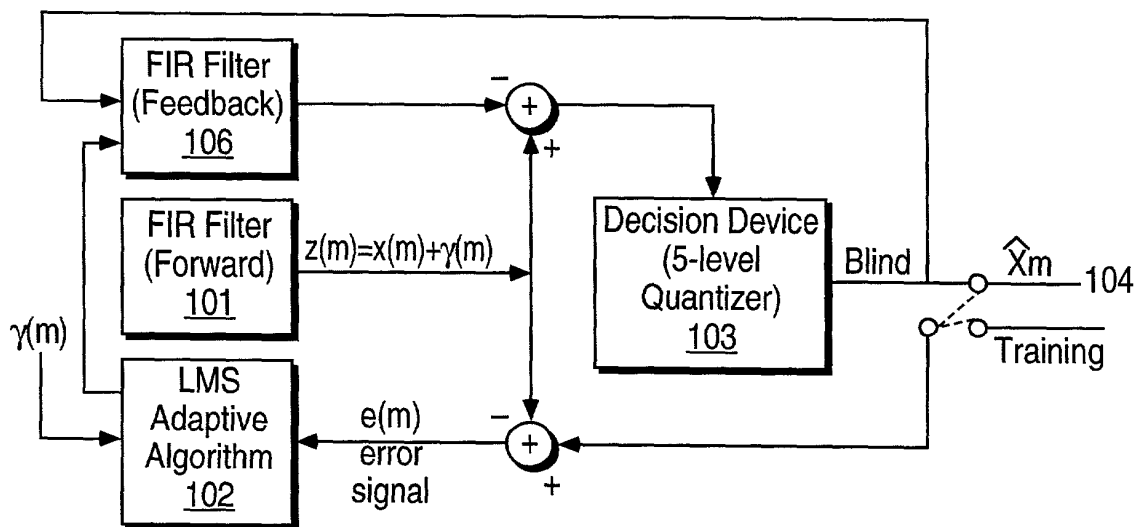 FIR Filter
(Feedback)
106
−
+
+
FIR Filter
(Forward)
101
z(m)=x(m)+γ(m)
Decision Device
(5-level
Quantizer)
103
Blind
X̂m
104
Training
γ(m)
LMS
Adaptive
Algorithm
102
e(m)
error
signal
−
+
+